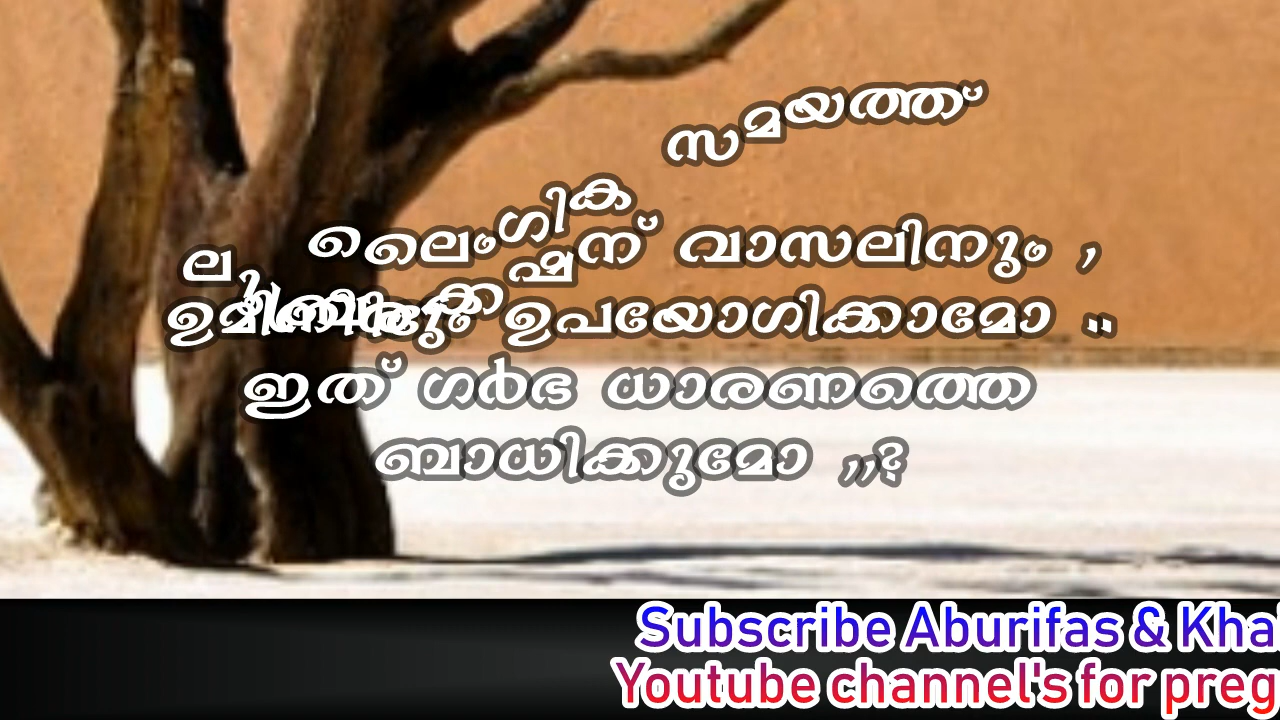 ലൈംഗിക സമയത്ത്
ന് വാസലിനും ,
ഉപയോഗിക്കാമോ ..
ഇത് ഗർഭ ധാരണത്തെ
ബാധിക്കുമോ ,,?
Subscribe Aburifas & Kha
Youtube channel's for preg